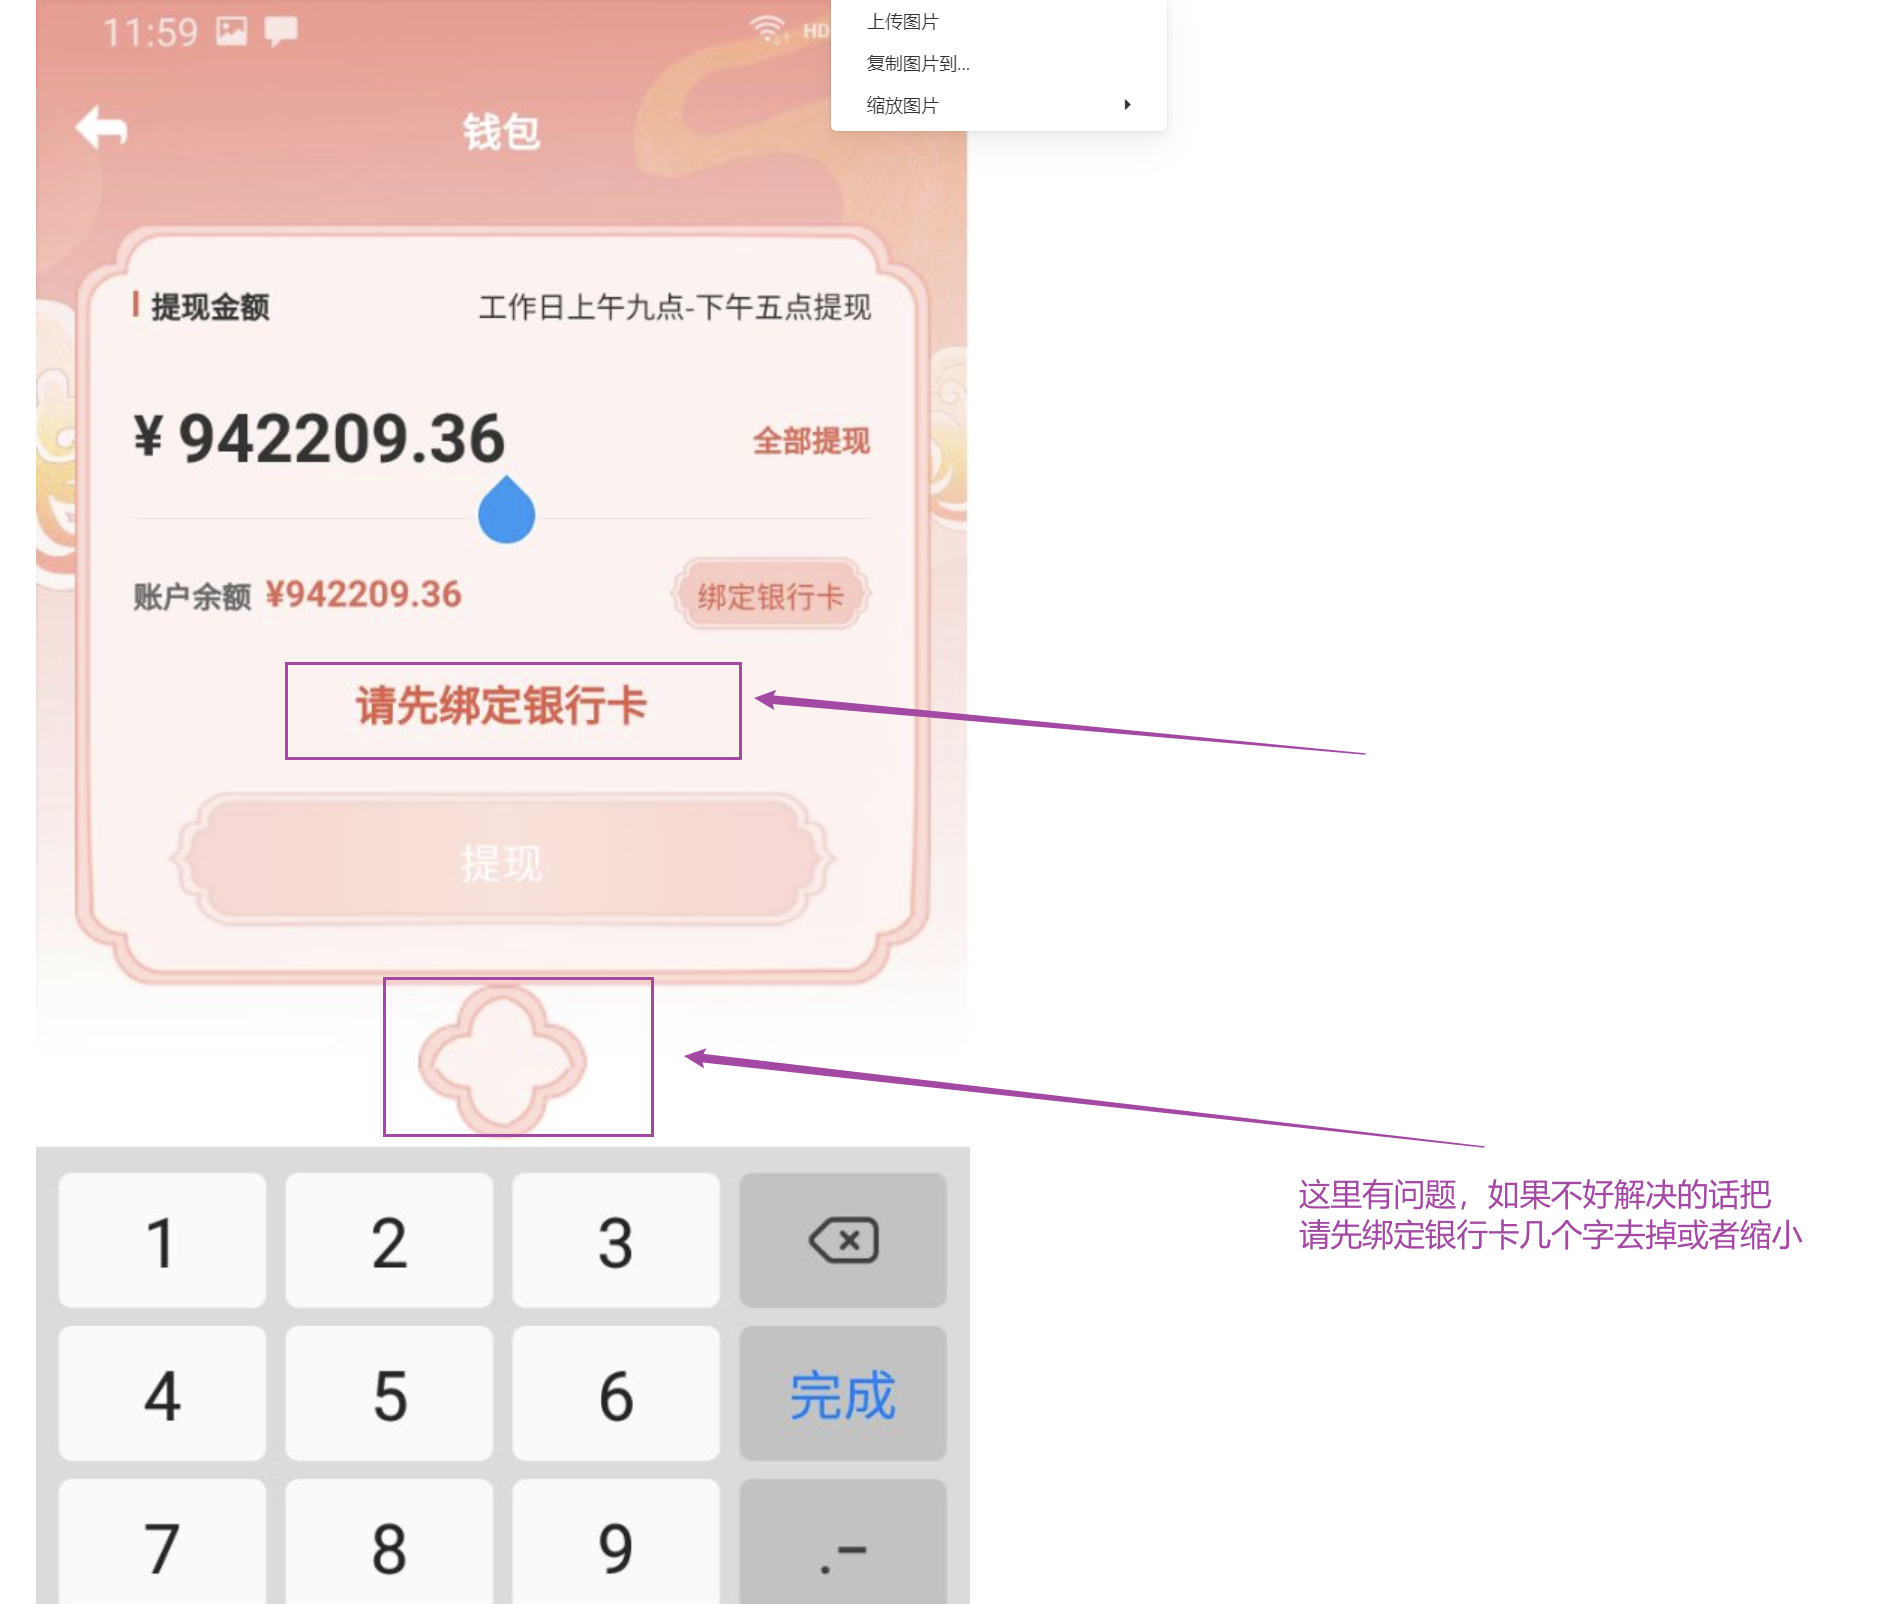 11:59
HD
上传图片
复制图片到...
缩放图片
钱包
提现金额
工作日上午九点-下午五点提现
¥ 942209.36
全部提现
账户余额 ¥942209.36
绑定银行卡
请先绑定银行卡
提现
这里有问题，如果不好解决的话把
请先绑定银行卡几个字去掉或者缩小
1 2 3
4 5 6 完成
7 8 9 .-